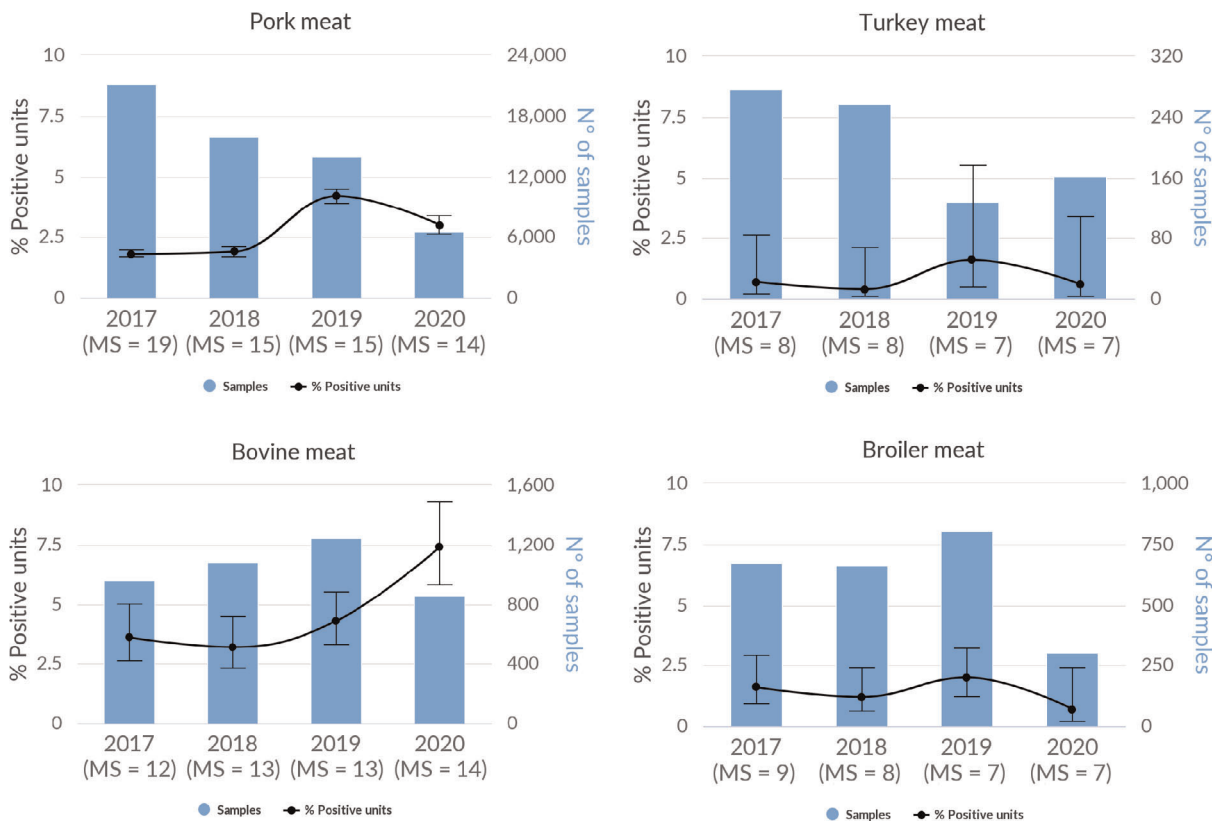 Pork meat
10
7.5
5
2.5
0
% Positive units
24,000
18,000
12,000
6,000
0
N° of samples
2017 2018 2019 2020
(MS = 19) (MS = 15) (MS = 15) (MS = 14)
Samples % Positive units
Turkey meat
10
7.5
5
2.5
0
% Positive units
320
240
160
80
0
N° of samples
2017 2018 2019 2020
(MS = 8) (MS = 8) (MS = 7) (MS = 7)
Samples % Positive units
Bovine meat
10
7.5
5
2.5
0
% Positive units
1,600
1,200
800
400
0
N° of samples
2017 2018 2019 2020
(MS = 12) (MS = 13) (MS = 13) (MS = 14)
Samples % Positive units
Broiler meat
10
7.5
5
2.5
0
% Positive units
1,000
750
500
250
0
N° of samples
2017 2018 2019 2020
(MS = 9) (MS = 8) (MS = 7) (MS = 7)
Samples % Positive units